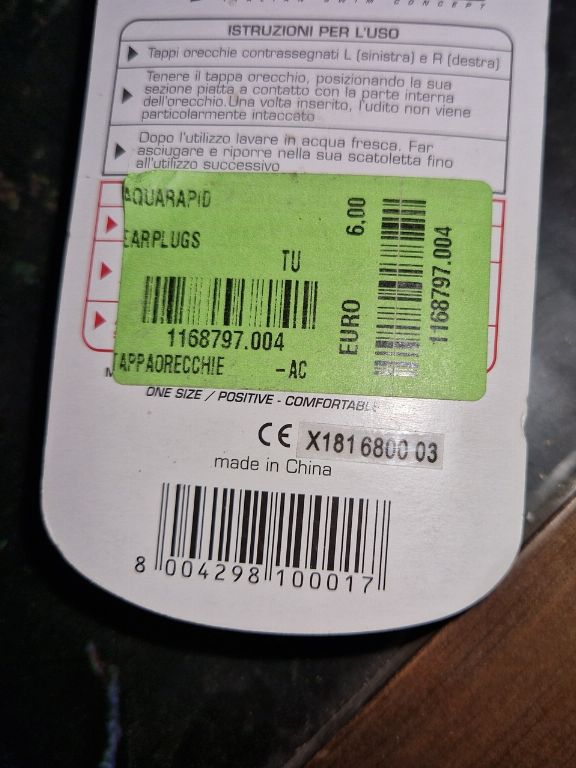 ITALIAN SWIM CONCEPT
ISTRUZIONI PER L'USO
Tappi orecchie contrassegnati L (sinistra) e R (destra)
Tenere il tappa orecchio, posizionando la sua
sezione piatta a contatto con la parte interna
dell'orecchio.Una volta inserito, l'udito non viene
particolarmente intaccato
Dopo l'utilizzo lavare in acqua fresca. Far
asciugare e riporre nella sua scatoletta fino
all'utilizzo successivo
AQUARAPID
EARPLUGS
TU
1168797.004
TAPPAORECCHIE -AC
EURO 6,00
1168797.004
ONE SIZE / POSITIVE - COMFORTABLE
CE X181 6800 03
made in China
8 004298 100017